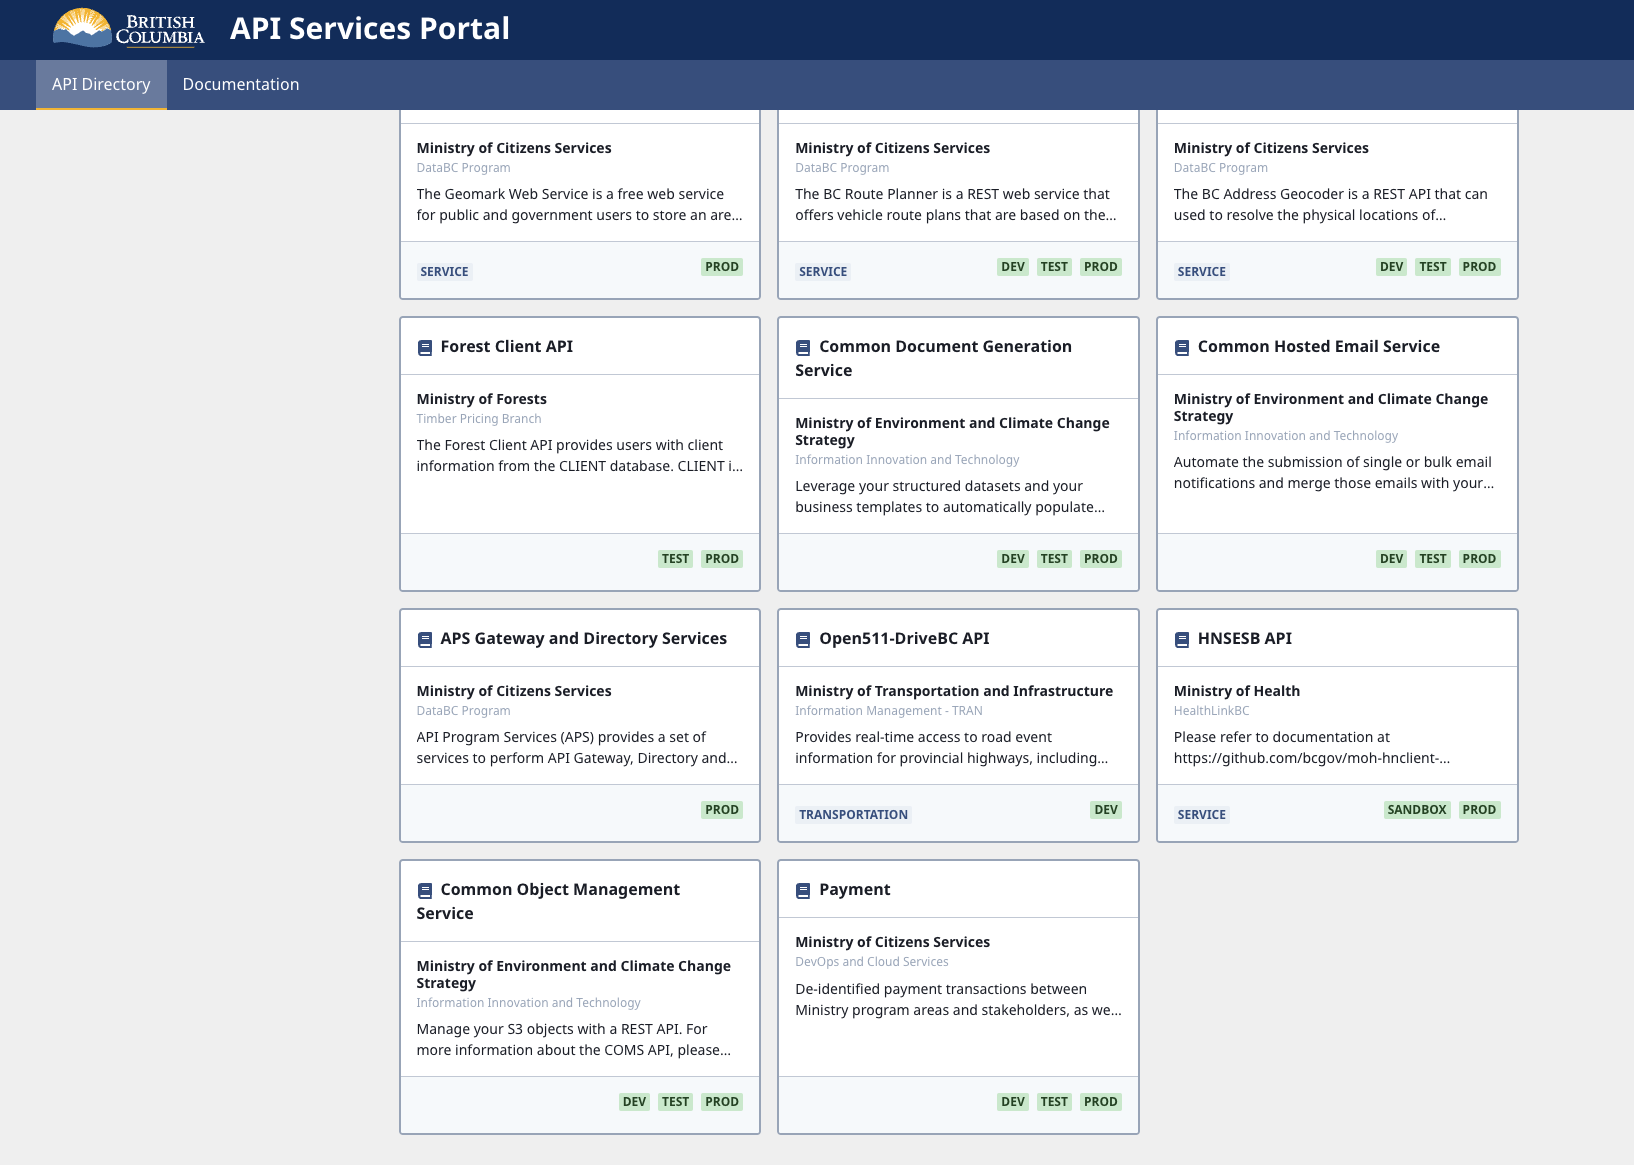 BRITISH
COLUMBIA
API Services Portal
API Directory
Documentation
Ministry of Citizens Services
DataBC Program
The Geomark Web Service is a free web service
for public and government users to store an are...
SERVICE
PROD
Ministry of Citizens Services
DataBC Program
The BC Route Planner is a REST web service that
offers vehicle route plans that are based on the...
SERVICE
DEV TEST PROD
Ministry of Citizens Services
DataBC Program
The BC Address Geocoder is a REST API that can
used to resolve the physical locations of...
SERVICE
DEV TEST PROD
Forest Client API
Ministry of Forests
Timber Pricing Branch
The Forest Client API provides users with client
information from the CLIENT database. CLIENT i...
TEST PROD
Common Document Generation
Service
Ministry of Environment and Climate Change
Strategy
Information Innovation and Technology
Leverage your structured datasets and your
business templates to automatically populate...
DEV TEST PROD
Common Hosted Email Service
Ministry of Environment and Climate Change
Strategy
Information Innovation and Technology
Automate the submission of single or bulk email
notifications and merge those emails with your...
DEV TEST PROD
APS Gateway and Directory Services
Ministry of Citizens Services
DataBC Program
API Program Services (APS) provides a set of
services to perform API Gateway, Directory and...
PROD
Open511-DriveBC API
Ministry of Transportation and Infrastructure
Information Management - TRAN
Provides real-time access to road event
information for provincial highways, including...
TRANSPORTATION
DEV
HNSESB API
Ministry of Health
HealthLinkBC
Please refer to documentation at
https://github.com/bcgov/moh-hnclient-...
SERVICE
SANDBOX PROD
Common Object Management
Service
Ministry of Environment and Climate Change
Strategy
Information Innovation and Technology
Manage your S3 objects with a REST API. For
more information about the COMS API, please...
DEV TEST PROD
Payment
Ministry of Citizens Services
DevOps and Cloud Services
De-identified payment transactions between
Ministry program areas and stakeholders, as we...
DEV TEST PROD